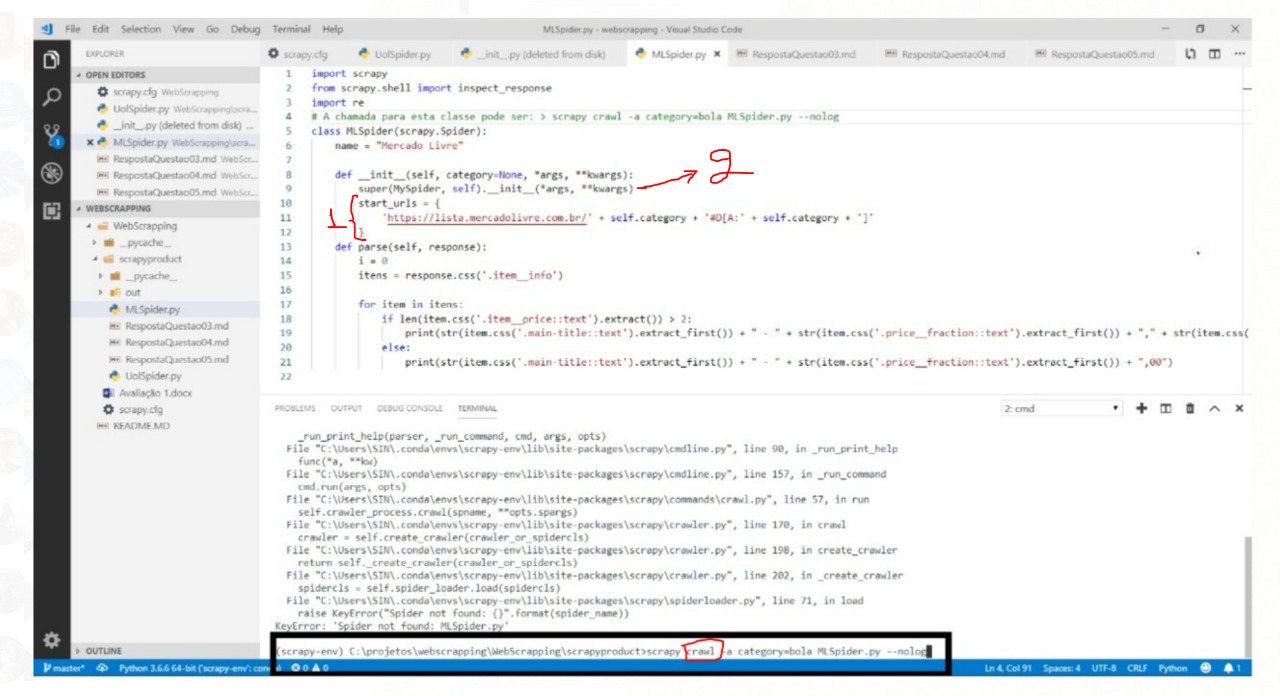 File Edit Selection View Go Debug Terminal Help
MLSpider.py - webscrapping - Visual Studio Code
EXPLORER
OPEN EDITORS
scrapy.cfg WebScrapping
UolSpider.py WebScrapping\scra...
__init__.py (deleted from disk) ...
MLSpider.py WebScrapping\scra...
RespostaQuestao03.md WebScr...
RespostaQuestao04.md WebScr...
RespostaQuestao05.md WebScr...
WEBSCRAPPING
WebScrapping
__pycache__
scrapyproduct
__pycache__
out
MLSpider.py
RespostaQuestao03.md
RespostaQuestao04.md
RespostaQuestao05.md
UolSpider.py
Avaliação 1.docx
scrapy.cfg
README.MD
OUTLINE
scrapy.cfg UolSpider.py __init__.py (deleted from disk) MLSpider.py RespostaQuestao03.md RespostaQuestao04.md RespostaQuestao05.md
1 import scrapy
2 from scrapy.shell import inspect_response
3 import re
4 # A chamada para esta classe pode ser: > scrapy crawl -a category=bola MLSpider.py --nolog
5 class MLSpider(scrapy.Spider):
6 name = "Mercado Livre"
7
8 def __init__(self, category=None, *args, **kwargs):
9 super(MySpider, self).__init__(*args, **kwargs)
2
10 start_urls = {
11 'https://lista.mercadolivre.com.br/' + self.category + '#D[A:' + self.category + ']'
1
12 }
13 def parse(self, response):
14 i = 0
15 itens = response.css('.item__info')
16
17 for item in itens:
18 if len(item.css('.item__price::text').extract()) > 2:
19 print(str(item.css('.main-title::text').extract_first()) + " - " + str(item.css('.price__fraction::text').extract_first()) + "," + str(item.css(
20 else:
21 print(str(item.css('.main-title::text').extract_first()) + " - " + str(item.css('.price__fraction::text').extract_first()) + ",00")
22
PROBLEMS OUTPUT DEBUG CONSOLE TERMINAL
2: cmd
_run_print_help(parser, _run_command, cmd, args, opts)
File "C:\Users\SIN\.conda\envs\scrapy-env\lib\site-packages\scrapy\cmdline.py", line 90, in _run_print_help
func(*a, **kw)
File "C:\Users\SIN\.conda\envs\scrapy-env\lib\site-packages\scrapy\cmdline.py", line 157, in _run_command
cmd.run(args, opts)
File "C:\Users\SIN\.conda\envs\scrapy-env\lib\site-packages\scrapy\commands\crawl.py", line 57, in run
self.crawler_process.crawl(spname, **opts.spargs)
File "C:\Users\SIN\.conda\envs\scrapy-env\lib\site-packages\scrapy\crawler.py", line 170, in crawl
crawler = self.create_crawler(crawler_or_spidercls)
File "C:\Users\SIN\.conda\envs\scrapy-env\lib\site-packages\scrapy\crawler.py", line 198, in create_crawler
return self._create_crawler(crawler_or_spidercls)
File "C:\Users\SIN\.conda\envs\scrapy-env\lib\site-packages\scrapy\crawler.py", line 202, in _create_crawler
spidercls = self.spider_loader.load(spidercls)
File "C:\Users\SIN\.conda\envs\scrapy-env\lib\site-packages\scrapy\spiderloader.py", line 71, in load
raise KeyError("Spider not found: {}".format(spider_name))
KeyError: 'Spider not found: MLSpider.py'
(scrapy-env) C:\projetos\webscrapping\WebScrapping\scrapyproduct>scrapy crawl -a category=bola MLSpider.py --nolog
master* Python 3.6.6 64-bit ('scrapy-env': con 0 0 Ln 4, Col 91 Spaces: 4 UTF-8 CRLF Python 1